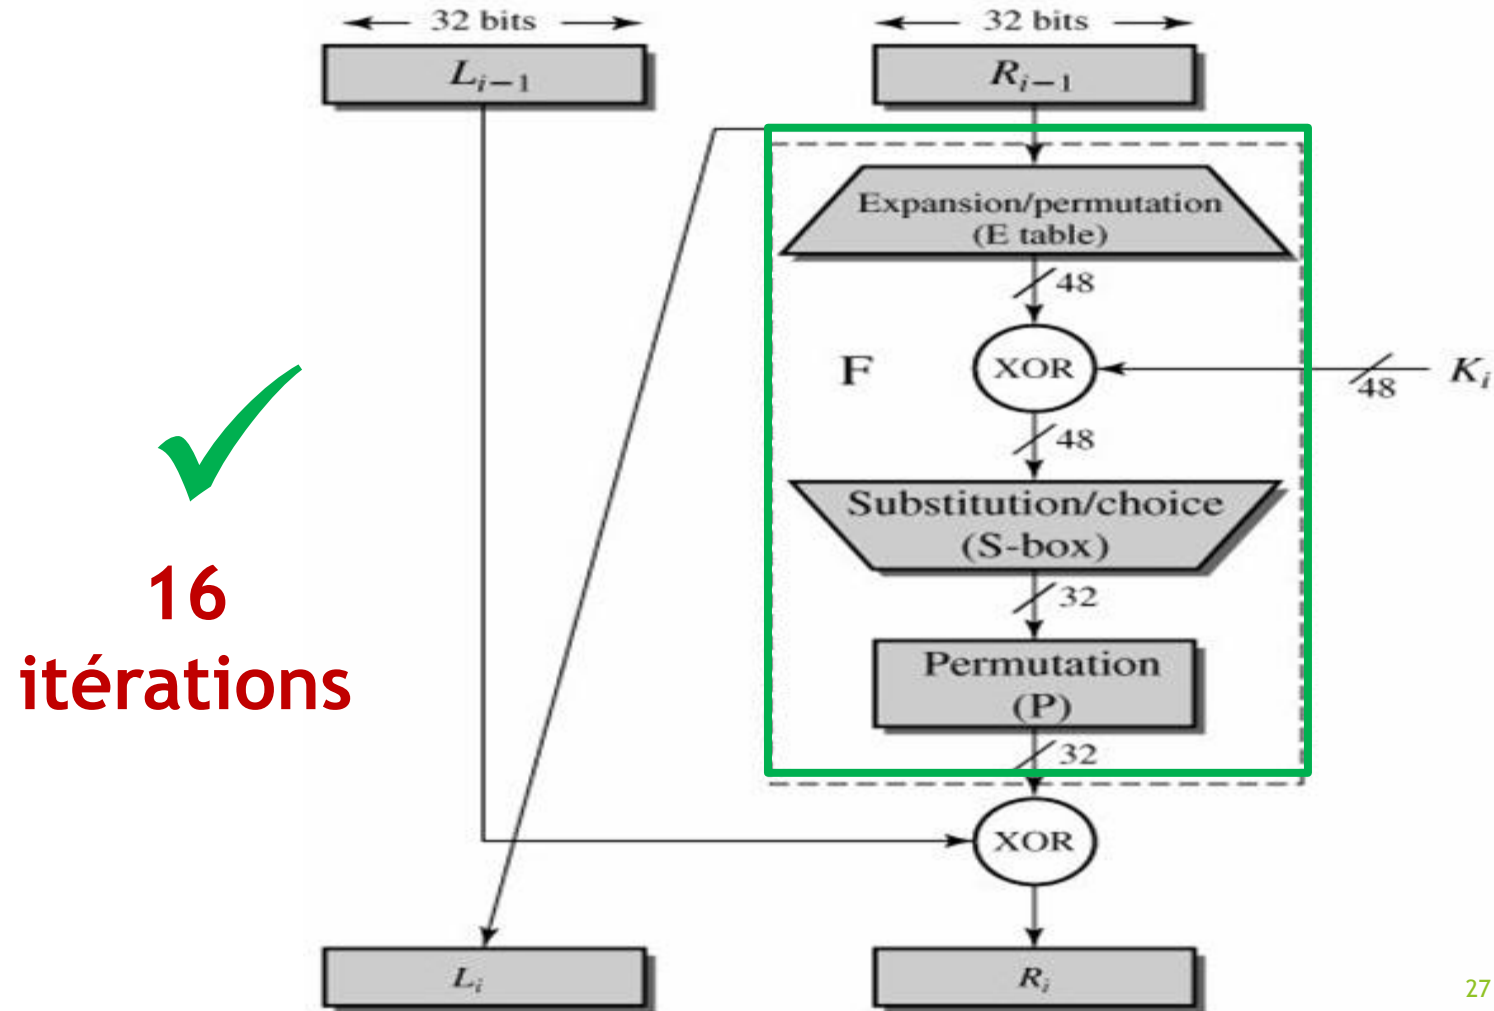 32 bits
32 bits
Lᵢ₋₁
Rᵢ₋₁
Expansion/permutation
(E table)
48
F
XOR
48
Kᵢ
48
Substitution/choice
(S-box)
16
itérations
32
Permutation
(P)
32
XOR
Lᵢ
Rᵢ
27